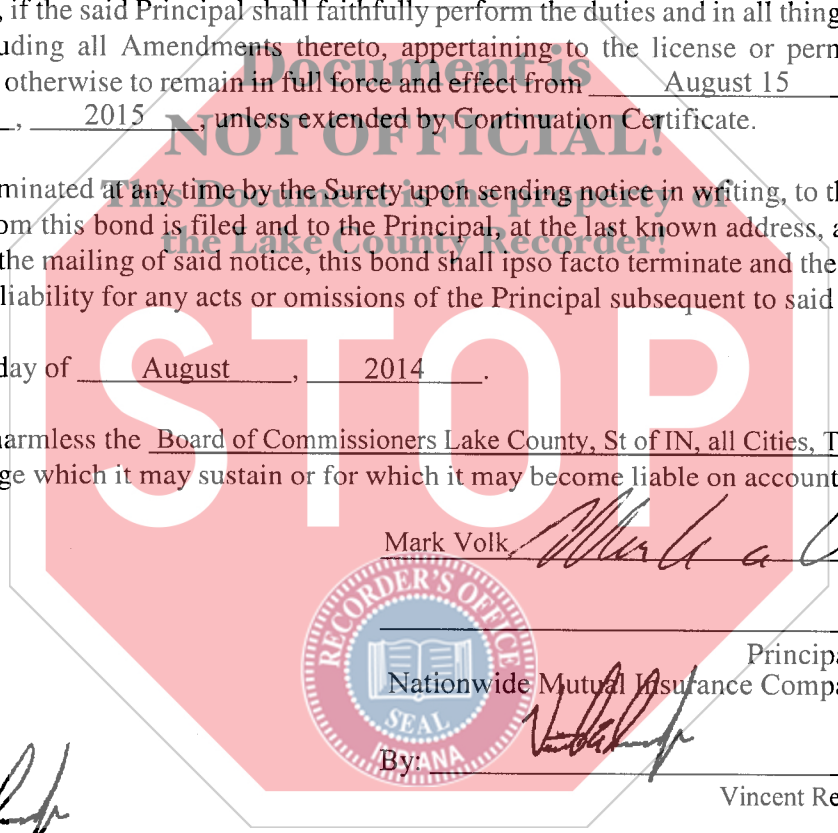 , if the said Principal shall faithfully perform the duties and in all thing
uding all Amendments thereto, appertaining to the license or perm
Document is
otherwise to remain in full force and effect from August 15
, 2015 , unless extended by Continuation Certificate.
NOT OFFICIAL!
minated at any time by the Surety upon sending notice in writing, to th
This Document is the property of
om this bond is filed and to the Principal, at the last known address, a
the Lake County Recorder!
the mailing of said notice, this bond shall ipso facto terminate and the
liability for any acts or omissions of the Principal subsequent to said
STOP
day of August , 2014 .
armless the Board of Commissioners Lake County, St of IN, all Cities, T
ge which it may sustain or for which it may become liable on account
Mark Volk
RECORDER'S OFFICE
SEAL
INDIANA
Principa
Nationwide Mutual Insurance Compa
By:
Vincent Re